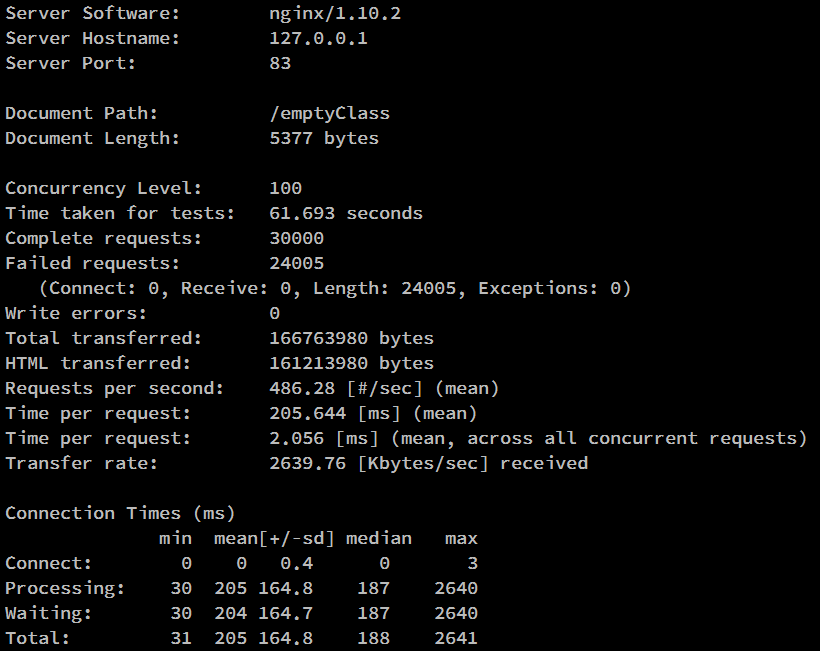 Server Software:        nginx/1.10.2
Server Hostname:        127.0.0.1
Server Port:            83

Document Path:          /emptyClass
Document Length:        5377 bytes

Concurrency Level:      100
Time taken for tests:   61.693 seconds
Complete requests:      30000
Failed requests:        24005
   (Connect: 0, Receive: 0, Length: 24005, Exceptions: 0)
Write errors:           0
Total transferred:      166763980 bytes
HTML transferred:       161213980 bytes
Requests per second:    486.28 [#/sec] (mean)
Time per request:       205.644 [ms] (mean)
Time per request:       2.056 [ms] (mean, across all concurrent requests)
Transfer rate:          2639.76 [Kbytes/sec] received

Connection Times (ms)
              min  mean[+/-sd] median   max
Connect:        0    0   0.4      0       3
Processing:    30  205 164.8    187    2640
Waiting:       30  204 164.7    187    2640
Total:         31  205 164.8    188    2641